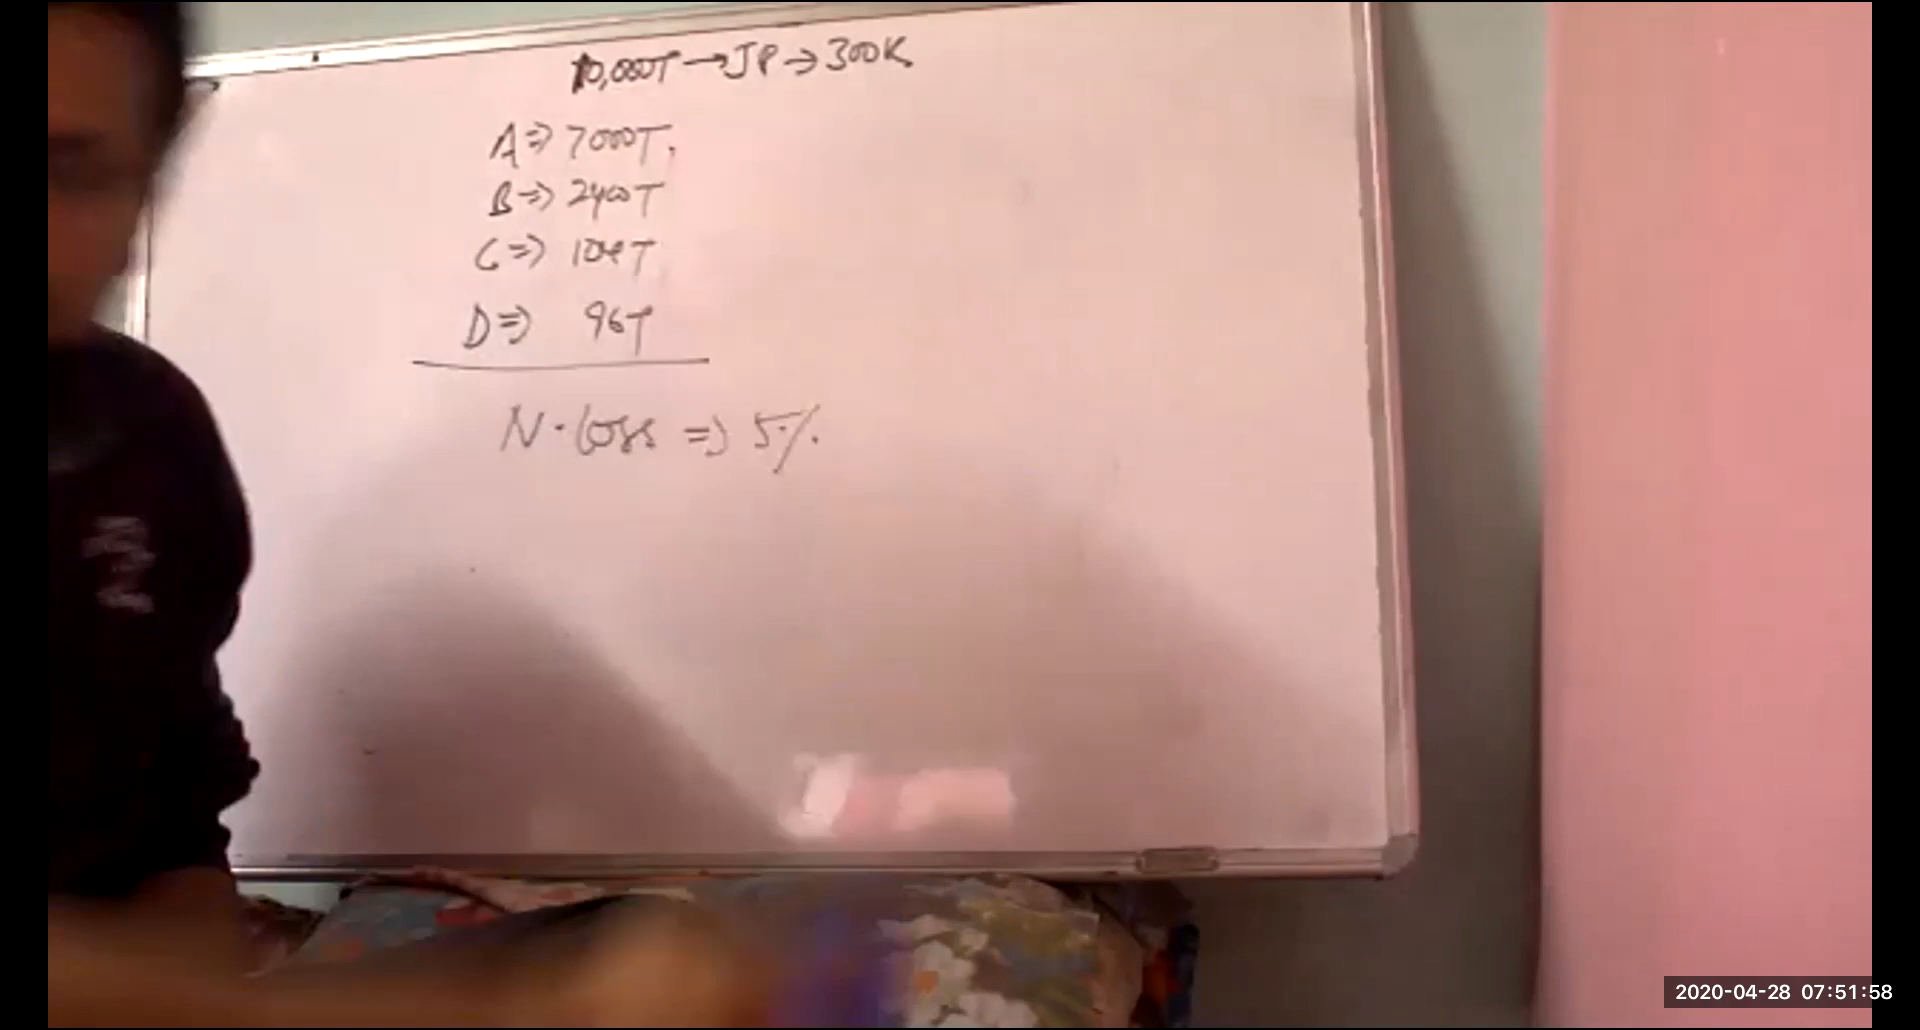 10,000T → JP → 300K.
A ⇒ 7000T.
B ⇒ 2400T
C ⇒ 104T
D ⇒ 96T
N. Loss ⇒ 5%.
2020-04-28 07:51:58